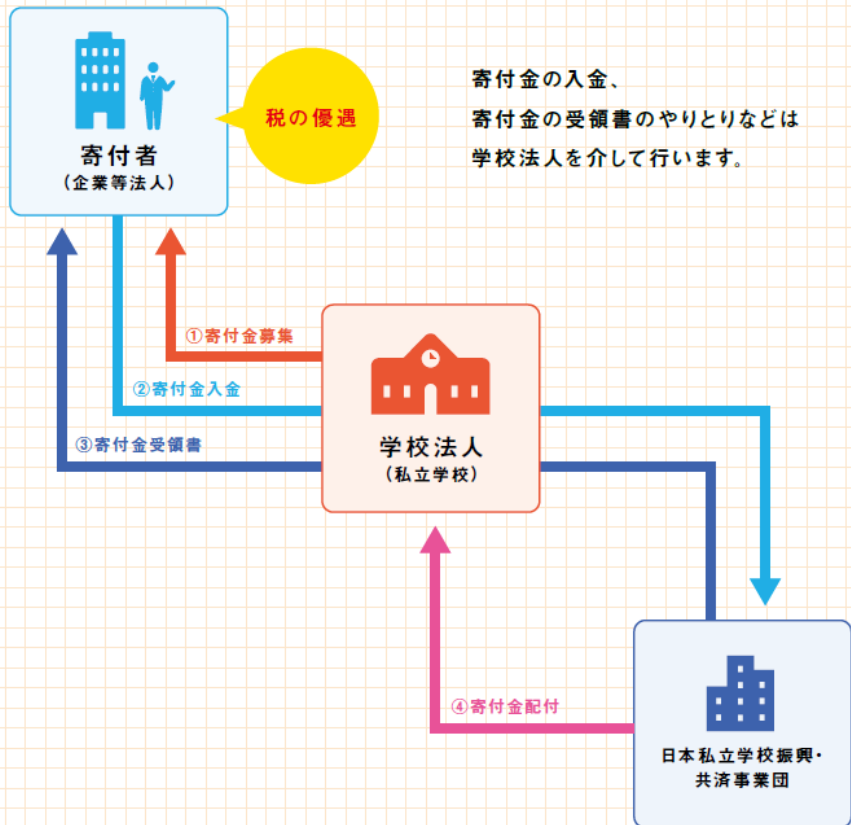 寄付者
（企業等法人）
税の優遇
寄付金の入金、
寄付金の受領書のやりとりなどは
学校法人を介して行います。
①寄付金募集
②寄付金入金
③寄付金受領書
学校法人
（私立学校）
④寄付金配付
日本私立学校振興・
共済事業団